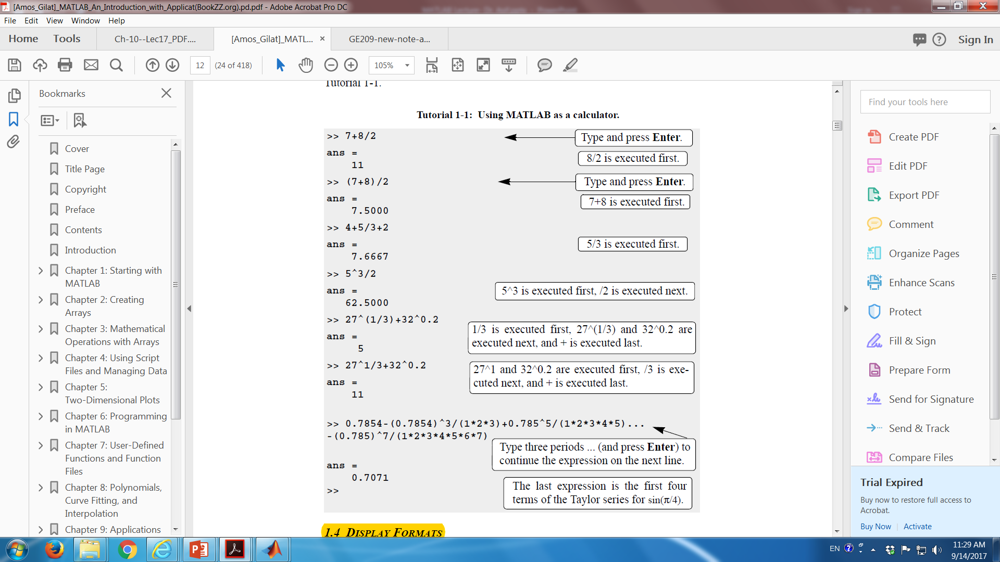 [Amos_Gilat]_MATLAB_An_Introduction_with_Applicat(BookZZ.org).pd.pdf - Adobe Acrobat Pro DC
File Edit View Window Help
Home Tools Ch-10--Lec17_PDF.... [Amos_Gilat]_MATL... × GE209-new-note-a... Sign In
12 (24 of 418) 105%
Bookmarks
Cover
Title Page
Copyright
Preface
Contents
Introduction
Chapter 1: Starting with
MATLAB
Chapter 2: Creating
Arrays
Chapter 3: Mathematical
Operations with Arrays
Chapter 4: Using Script
Files and Managing Data
Chapter 5:
Two-Dimensional Plots
Chapter 6: Programming
in MATLAB
Chapter 7: User-Defined
Functions and Function
Files
Chapter 8: Polynomials,
Curve Fitting, and
Interpolation
Chapter 9: Applications
Tutorial 1-1.
Tutorial 1-1: Using MATLAB as a calculator.
>> 7+8/2
Type and press Enter.
ans =
8/2 is executed first.
11
>> (7+8)/2
Type and press Enter.
ans =
7+8 is executed first.
7.5000
>> 4+5/3+2
ans =
5/3 is executed first.
7.6667
>> 5^3/2
ans =
5^3 is executed first, /2 is executed next.
62.5000
>> 27^(1/3)+32^0.2
1/3 is executed first, 27^(1/3) and 32^0.2 are
executed next, and + is executed last.
ans =
5
>> 27^1/3+32^0.2
27^1 and 32^0.2 are executed first, /3 is exe-
cuted next, and + is executed last.
ans =
11
>> 0.7854-(0.7854)^3/(1*2*3)+0.785^5/(1*2*3*4*5)...
-(0.785)^7/(1*2*3*4*5*6*7)
Type three periods ... (and press Enter) to
continue the expression on the next line.
ans =
0.7071
>>
The last expression is the first four
terms of the Taylor series for sin(π/4).
1.4 DISPLAY FORMATS
Find your tools here
Create PDF
Edit PDF
Export PDF
Comment
Organize Pages
Enhance Scans
Protect
Fill & Sign
Prepare Form
Send for Signature
Send & Track
Compare Files
Trial Expired
Buy now to restore full access to
Acrobat.
Buy Now | Activate
EN
11:29 AM
9/14/2017